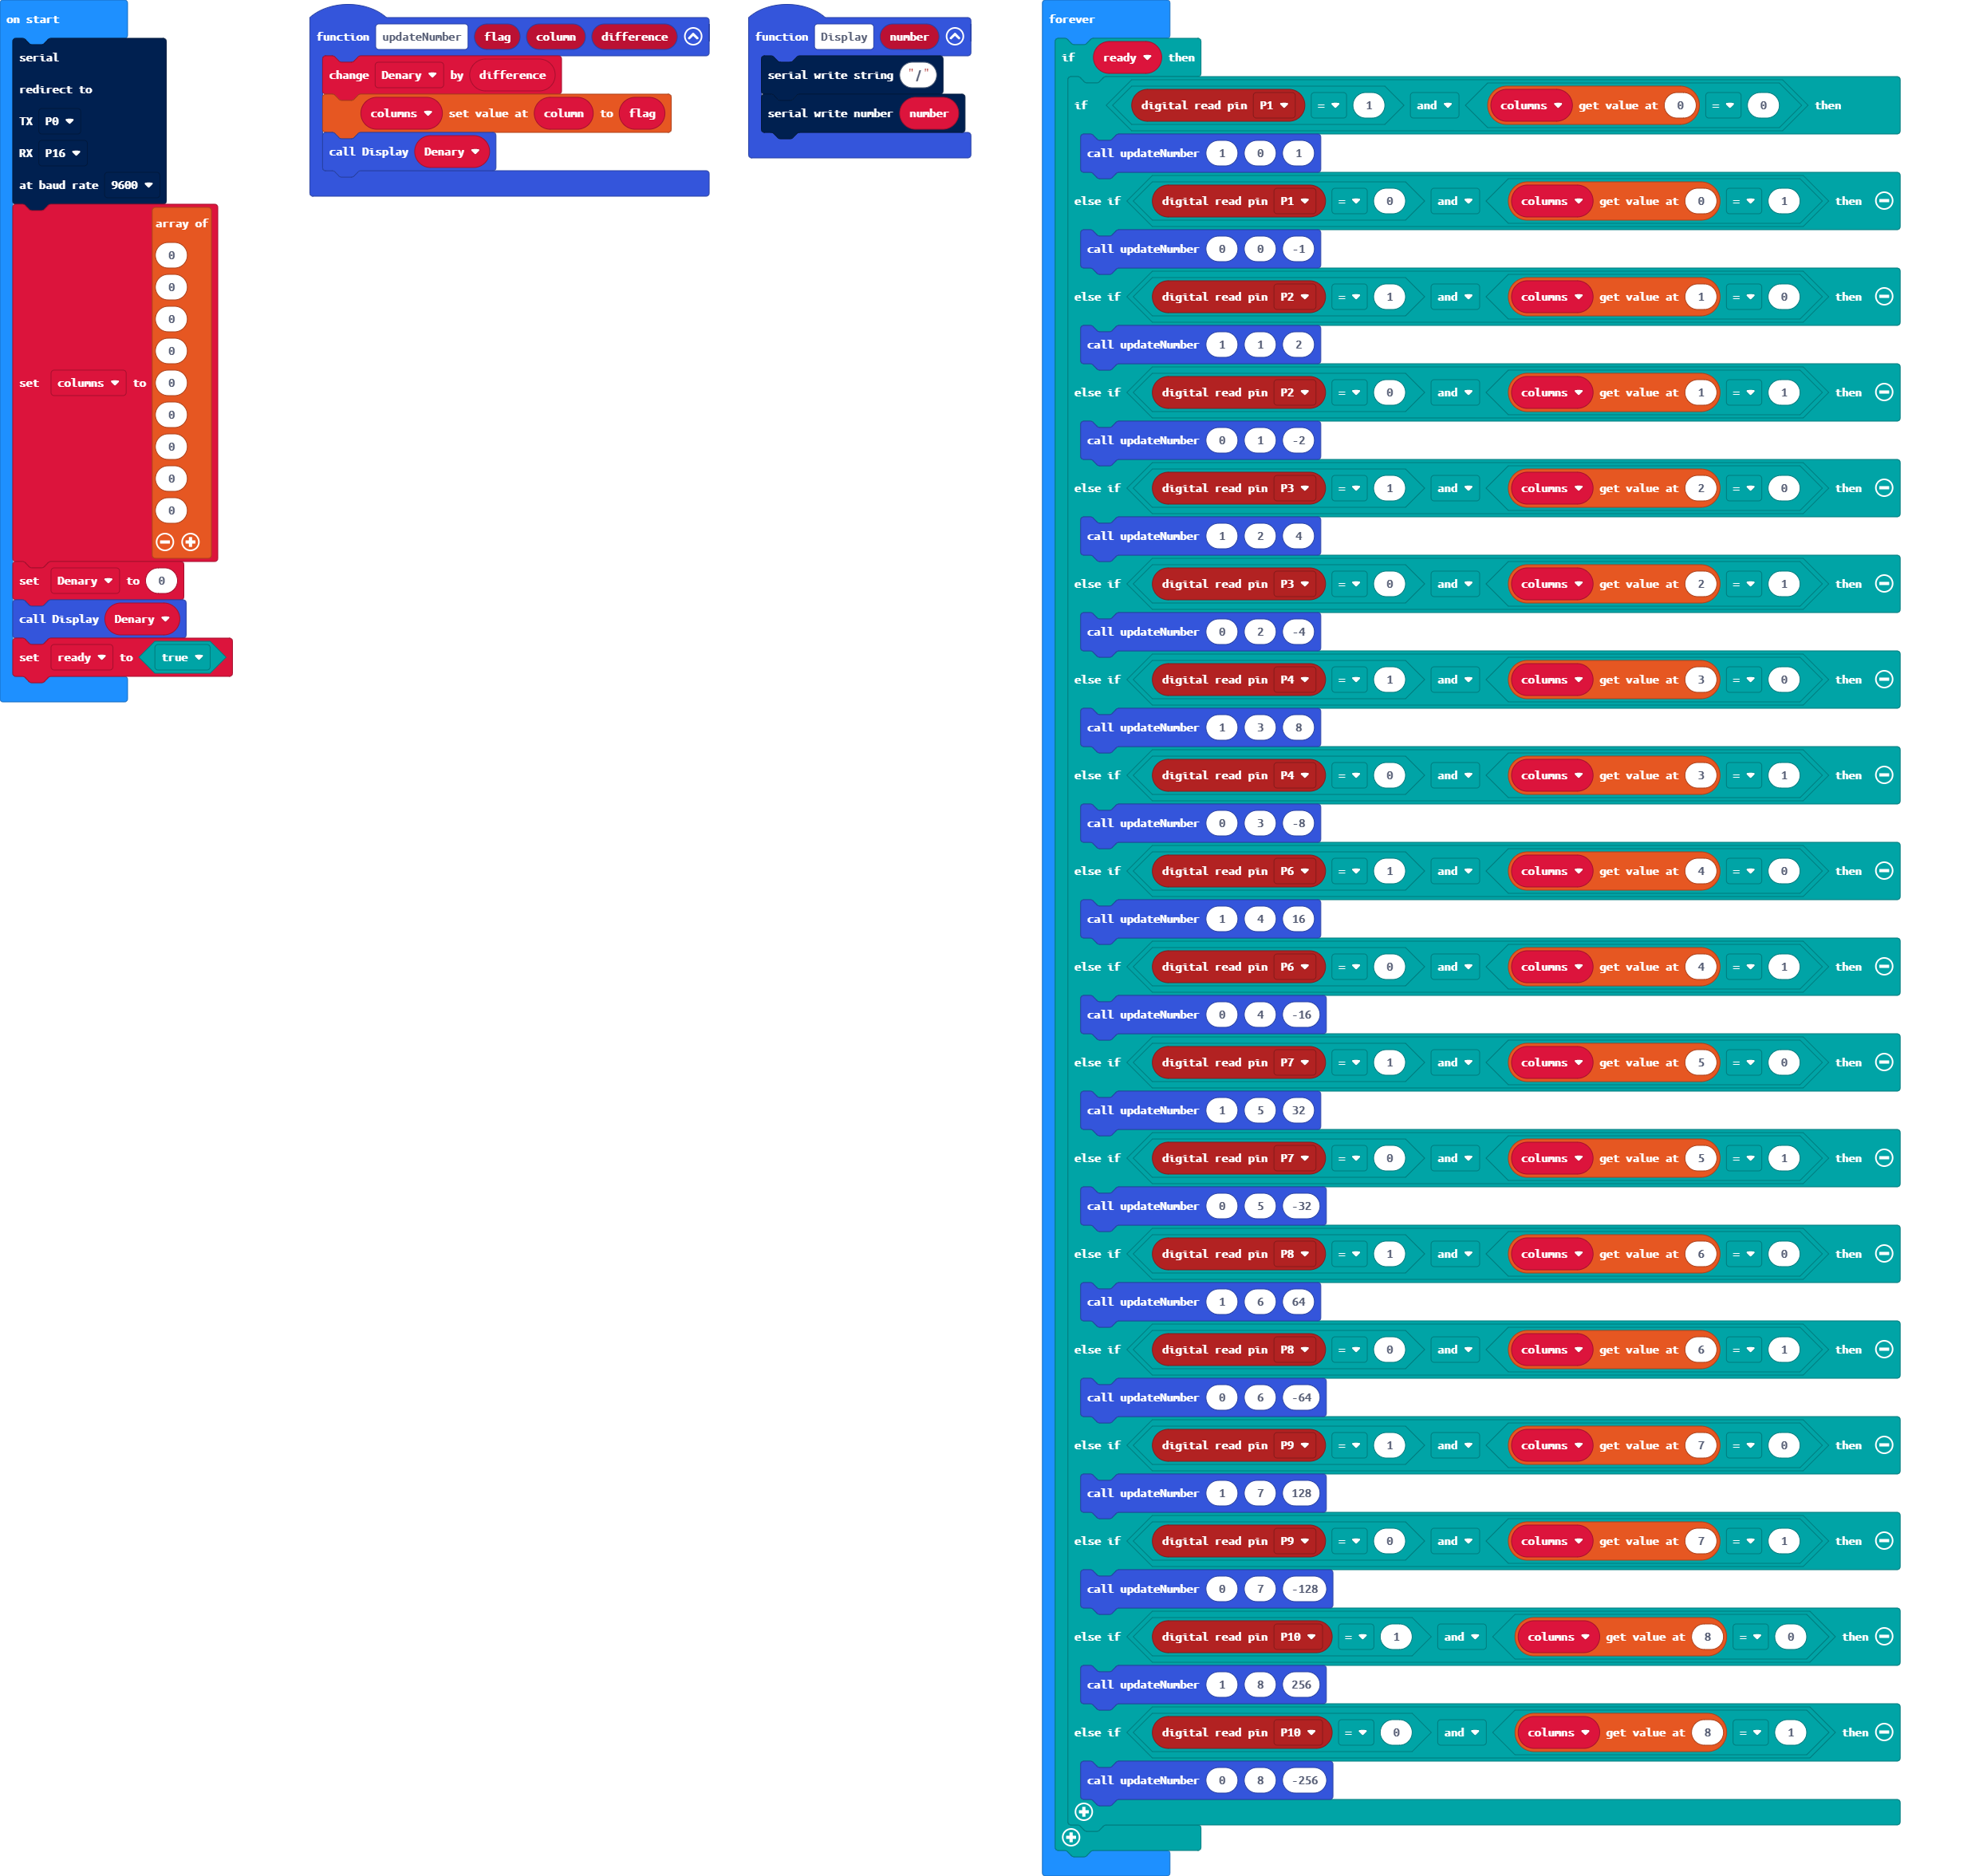 on start
serial
redirect to
TX P0
RX P16
at baud rate 9600
array of
0
0
0
0
set columns to 0
0
0
0
0
set Denary to 0
call Display Denary
set ready to true
function updateNumber flag column difference
change Denary by difference
columns set value at column to flag
call Display Denary
function Display number
serial write string "/"
serial write number number
forever
if ready then
if digital read pin P1 = 1 and columns get value at 0 = 0 then
call updateNumber 1 0 1
else if digital read pin P1 = 0 and columns get value at 0 = 1 then
call updateNumber 0 0 -1
else if digital read pin P2 = 1 and columns get value at 1 = 0 then
call updateNumber 1 1 2
else if digital read pin P2 = 0 and columns get value at 1 = 1 then
call updateNumber 0 1 -2
else if digital read pin P3 = 1 and columns get value at 2 = 0 then
call updateNumber 1 2 4
else if digital read pin P3 = 0 and columns get value at 2 = 1 then
call updateNumber 0 2 -4
else if digital read pin P4 = 1 and columns get value at 3 = 0 then
call updateNumber 1 3 8
else if digital read pin P4 = 0 and columns get value at 3 = 1 then
call updateNumber 0 3 -8
else if digital read pin P6 = 1 and columns get value at 4 = 0 then
call updateNumber 1 4 16
else if digital read pin P6 = 0 and columns get value at 4 = 1 then
call updateNumber 0 4 -16
else if digital read pin P7 = 1 and columns get value at 5 = 0 then
call updateNumber 1 5 32
else if digital read pin P7 = 0 and columns get value at 5 = 1 then
call updateNumber 0 5 -32
else if digital read pin P8 = 1 and columns get value at 6 = 0 then
call updateNumber 1 6 64
else if digital read pin P8 = 0 and columns get value at 6 = 1 then
call updateNumber 0 6 -64
else if digital read pin P9 = 1 and columns get value at 7 = 0 then
call updateNumber 1 7 128
else if digital read pin P9 = 0 and columns get value at 7 = 1 then
call updateNumber 0 7 -128
else if digital read pin P10 = 1 and columns get value at 8 = 0 then
call updateNumber 1 8 256
else if digital read pin P10 = 0 and columns get value at 8 = 1 then
call updateNumber 0 8 -256